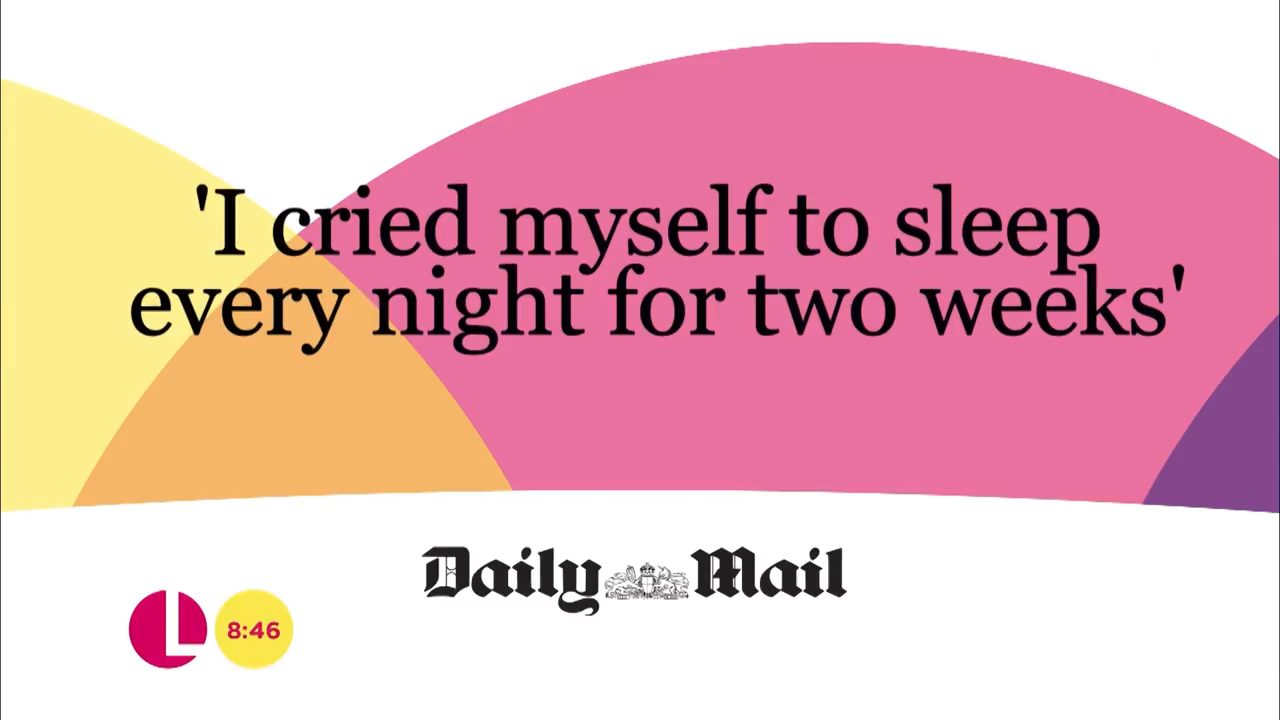 'I cried myself to sleep
every night for two weeks'
Daily Mail
L 8:46